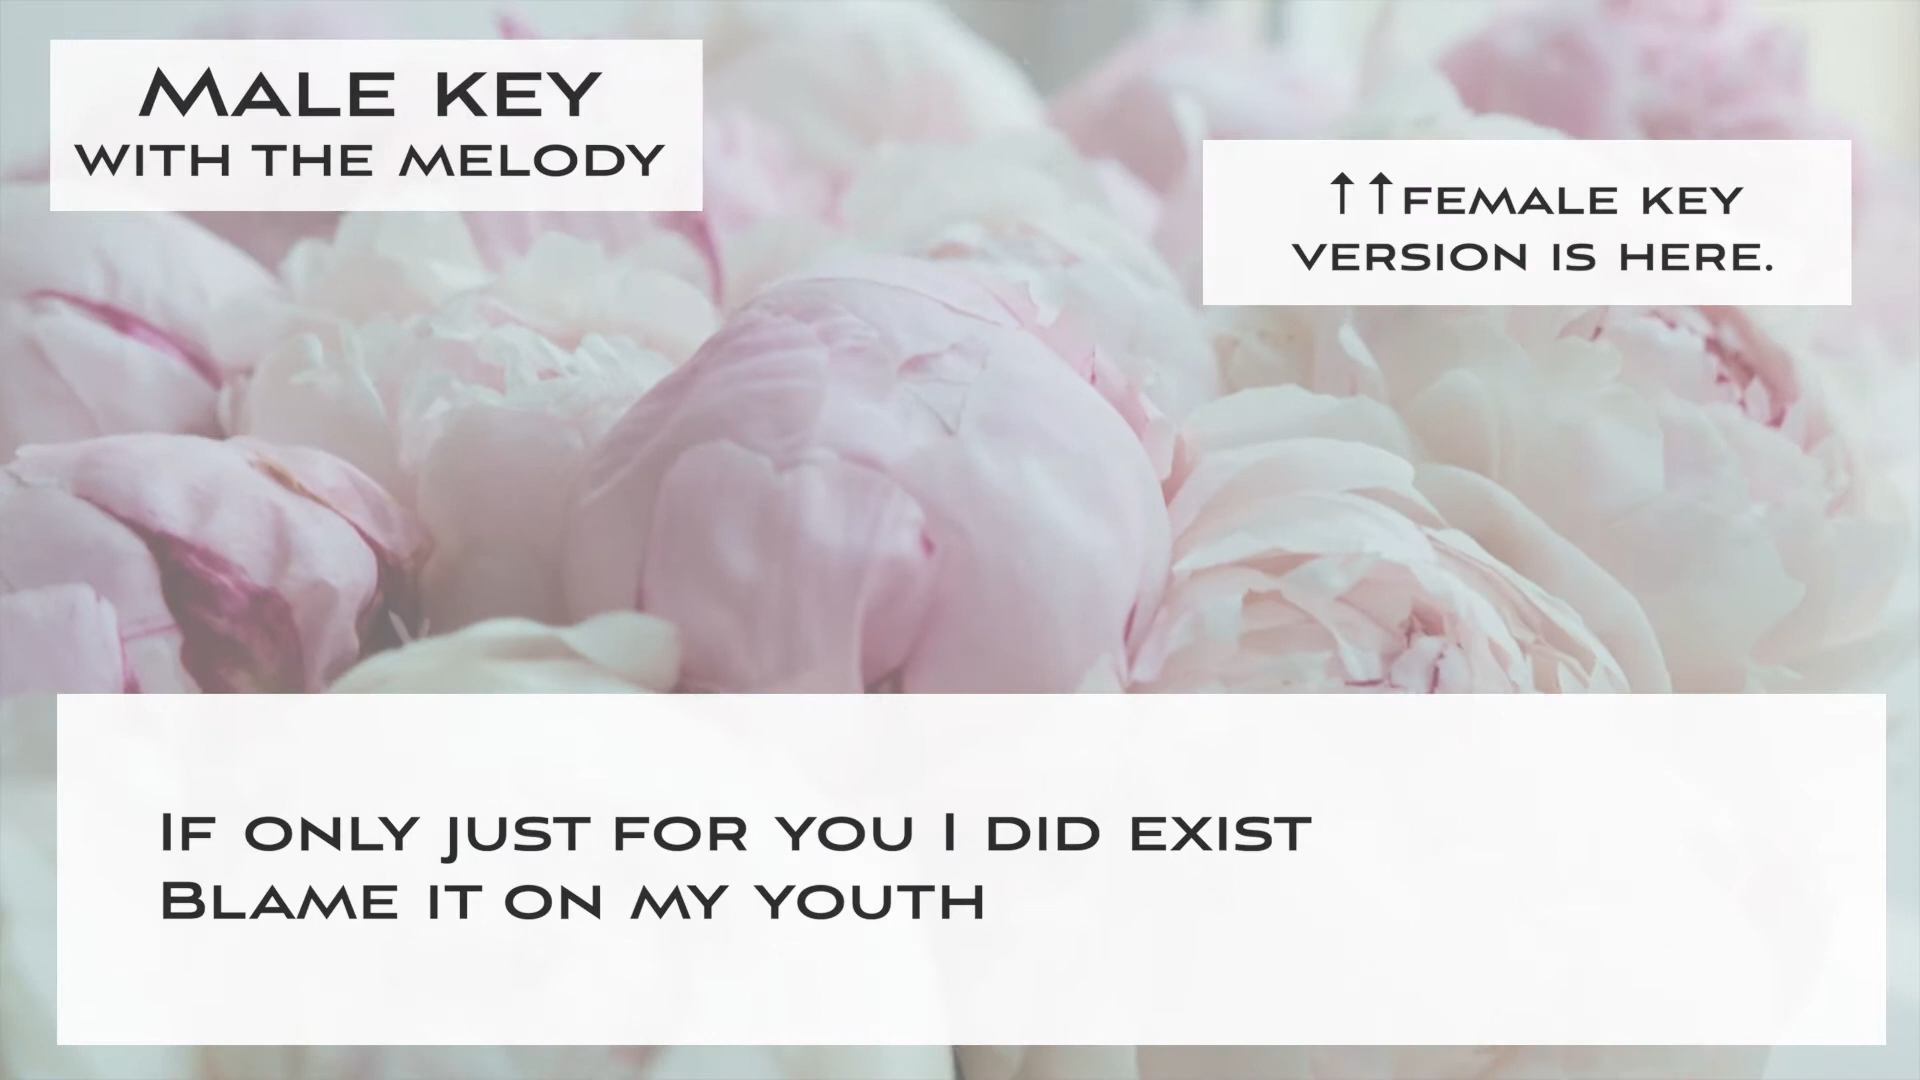 Male key
with the melody
↑↑female key
version is here.
If only just for you I did exist
Blame it on my youth